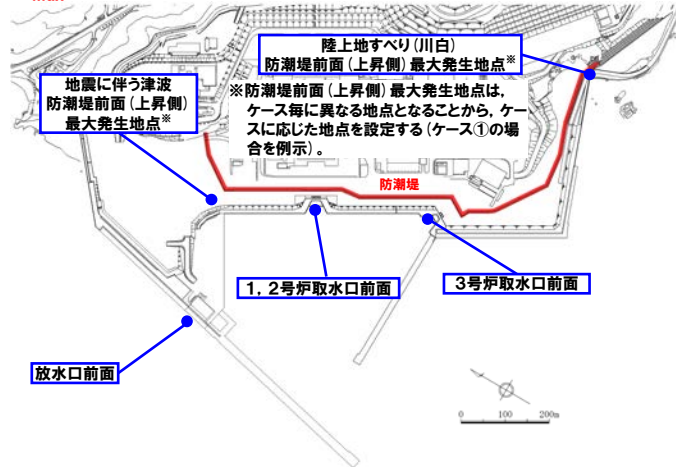 陸上地すべり(川白)
防潮堤前面(上昇側)最大発生地点※
地震に伴う津波
防潮堤前面(上昇側)
最大発生地点※
※防潮堤前面(上昇側)最大発生地点は,
ケース毎に異なる地点となることから,ケー
スに応じた地点を設定する(ケース①の場
合を例示)。
防潮堤
1,2号炉取水口前面
3号炉取水口前面
放水口前面
0 100 200m